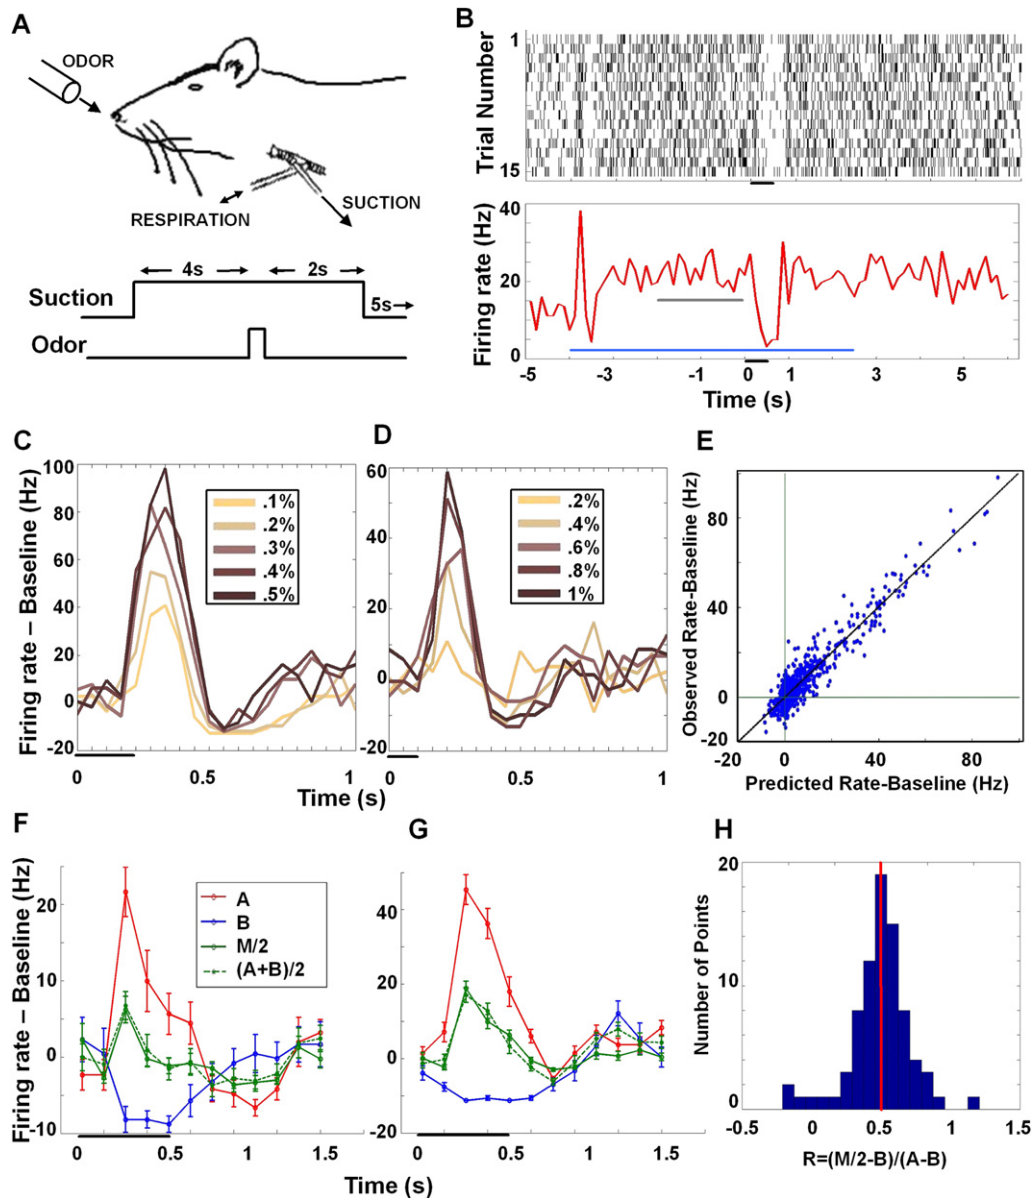 A
ODOR
RESPIRATION
SUCTION
4s
2s
Suction
5s
Odor
B
Trial Number
1
15
Firing rate (Hz)
40
20
0
-5
-3
-1
0
1
3
5
Time (s)
C
Firing rate – Baseline (Hz)
100
80
60
40
20
0
-20
.1%
.2%
.3%
.4%
.5%
0
0.5
1
D
60
40
20
0
-20
.2%
.4%
.6%
.8%
1%
0
0.5
1
Time (s)
E
Observed Rate-Baseline (Hz)
80
40
0
-20
-20
0
40
80
Predicted Rate-Baseline (Hz)
F
Firing rate – Baseline (Hz)
20
10
0
-10
A
B
M/2
(A+B)/2
0
0.5
1
1.5
G
40
20
0
-20
0
0.5
1
1.5
Time (s)
H
Number of Points
20
10
0
-0.5
0
0.5
1
1.5
R=(M/2-B)/(A-B)